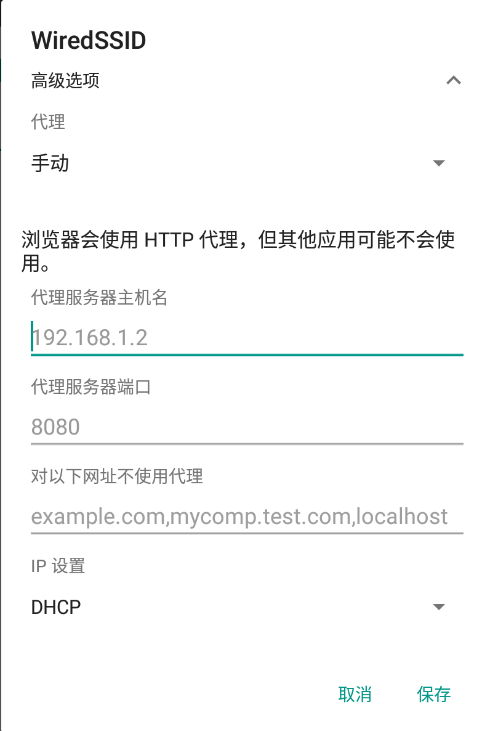 WiredSSID
高级选项
代理
手动
浏览器会使用 HTTP 代理，但其他应用可能不会使
用。
代理服务器主机名
192.168.1.2
代理服务器端口
8080
对以下网址不使用代理
example.com,mycomp.test.com,localhost
IP 设置
DHCP
取消 保存